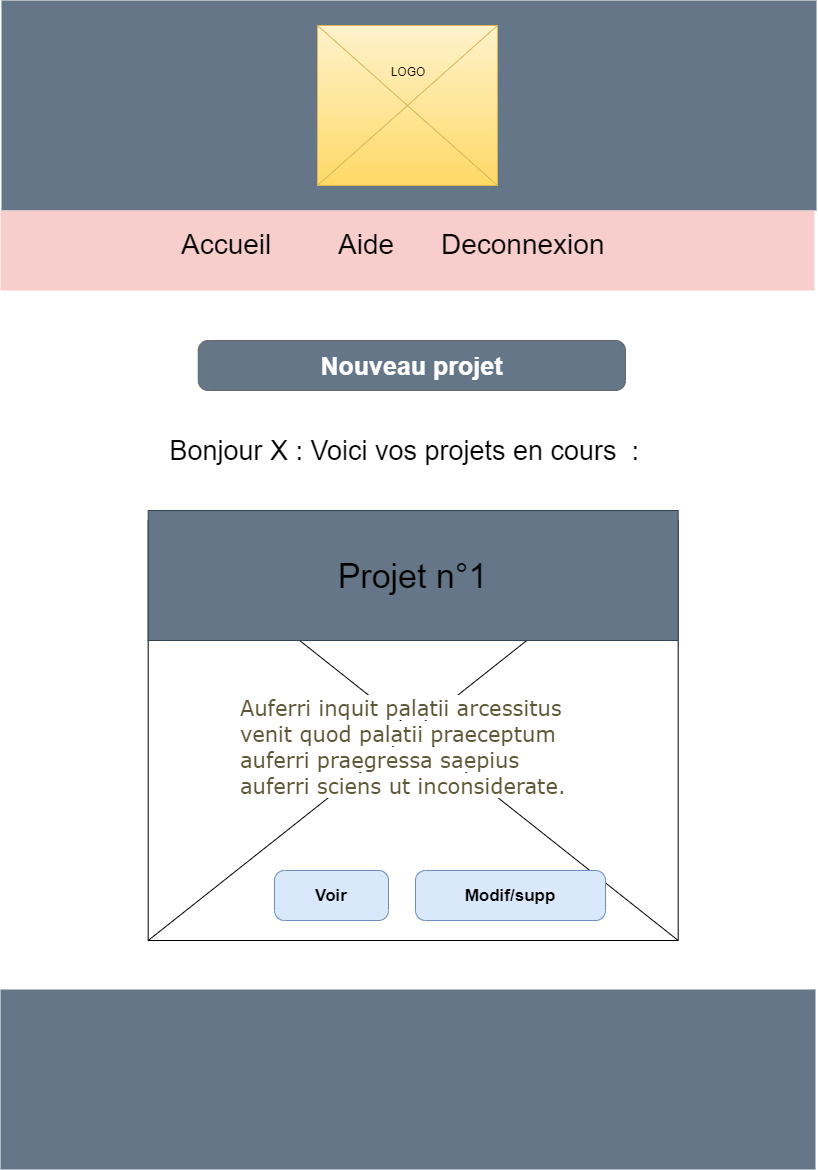 LOGO
Accueil Aide Deconnexion
Nouveau projet
Bonjour X : Voici vos projets en cours :
Projet n°1
Auferri inquit palatii arcessitus
venit quod palatii praeceptum
auferri praegressa saepius
auferri sciens ut inconsiderate.
Voir Modif/supp